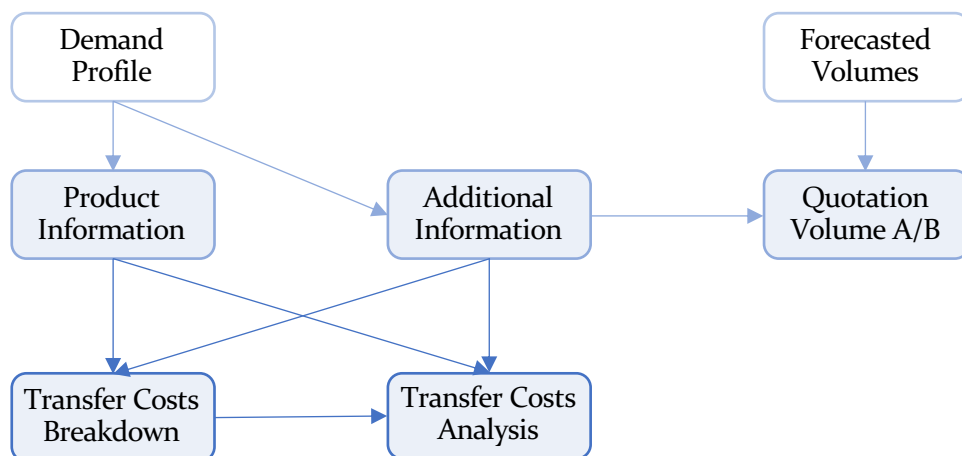 Demand
Profile
Forecasted
Volumes
Product
Information
Additional
Information
Quotation
Volume A/B
Transfer Costs
Breakdown
Transfer Costs
Analysis